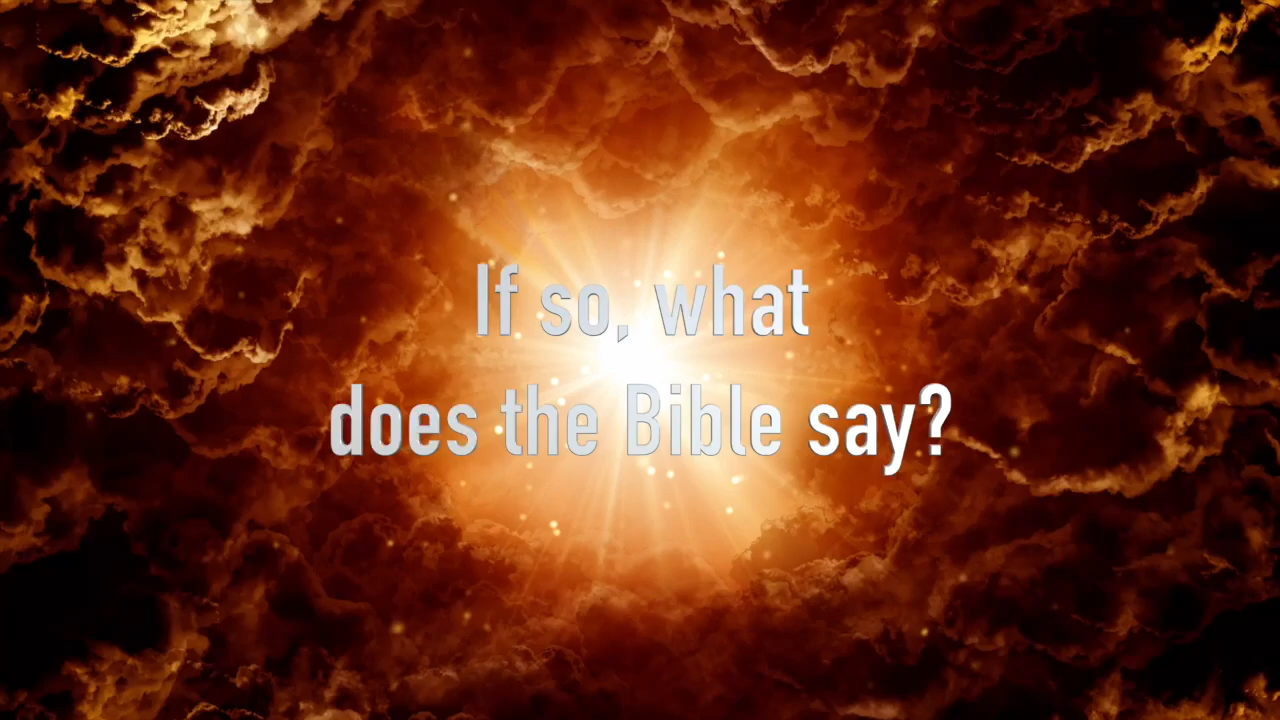 If so, what
does the Bible say?